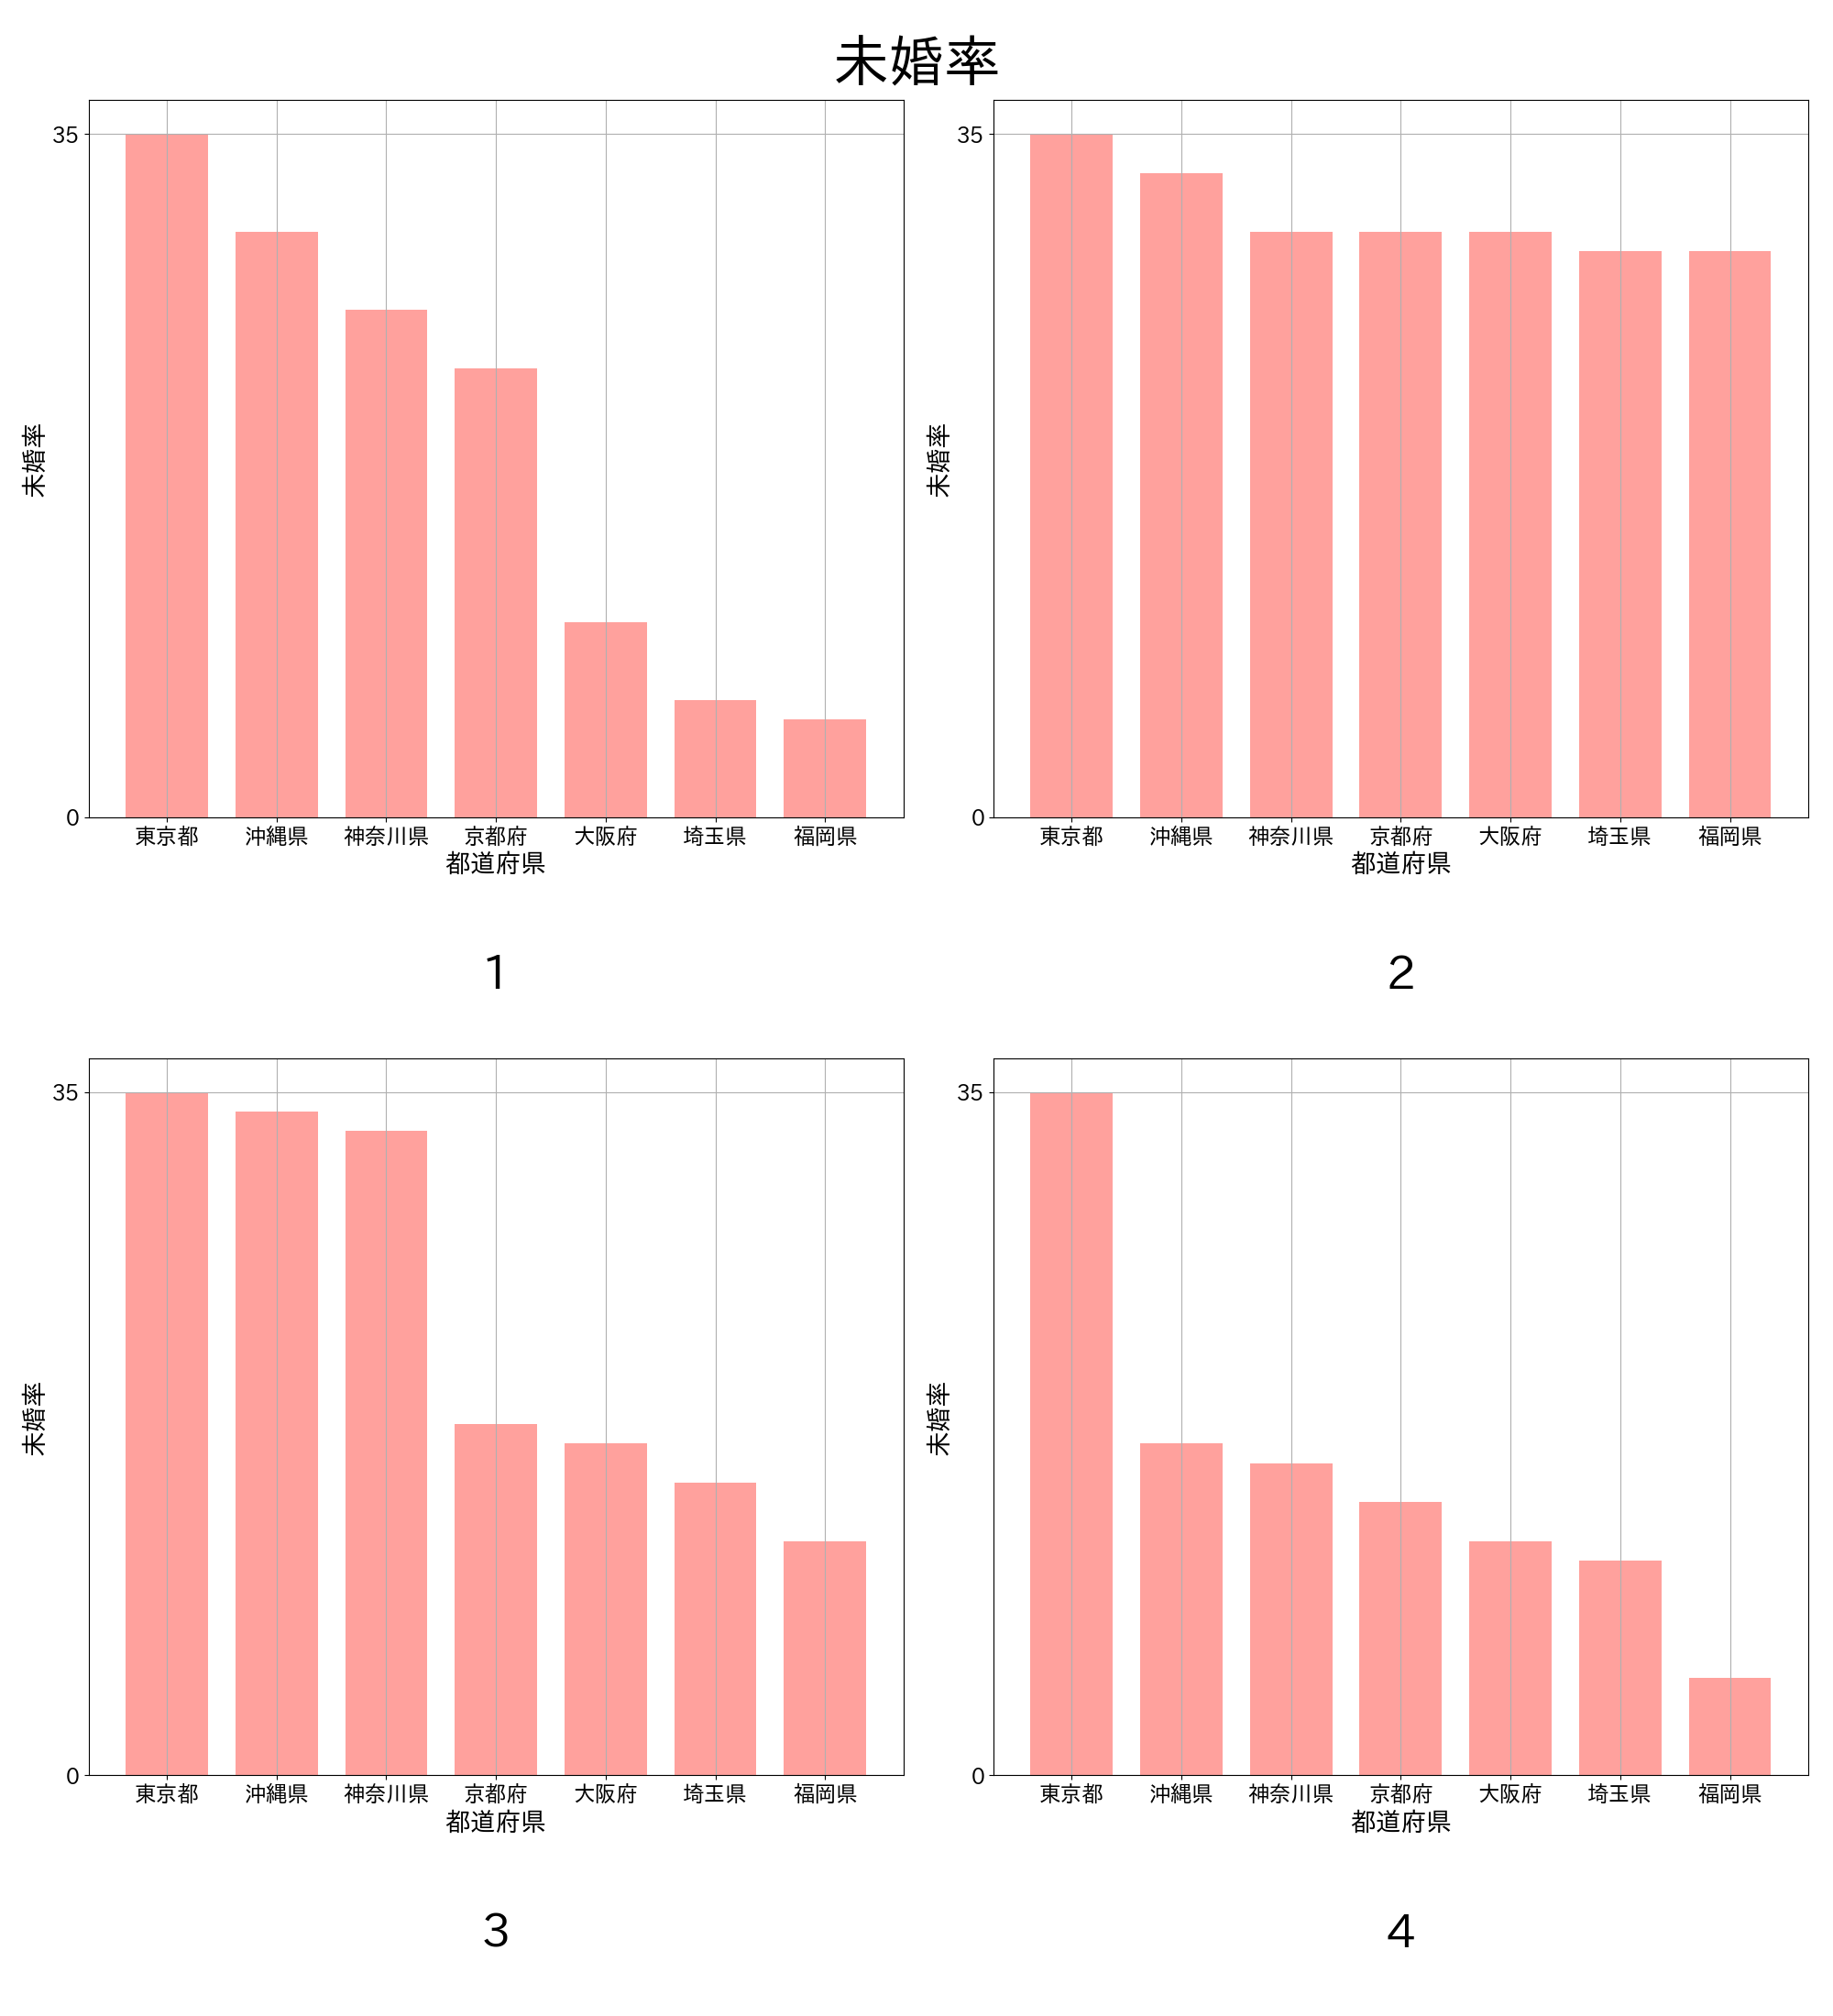 未婚率
35
0
未婚率
東京都 沖縄県 神奈川県 京都府 大阪府 埼玉県 福岡県
都道府県
1
35
0
未婚率
東京都 沖縄県 神奈川県 京都府 大阪府 埼玉県 福岡県
都道府県
2
35
0
未婚率
東京都 沖縄県 神奈川県 京都府 大阪府 埼玉県 福岡県
都道府県
3
35
0
未婚率
東京都 沖縄県 神奈川県 京都府 大阪府 埼玉県 福岡県
都道府県
4